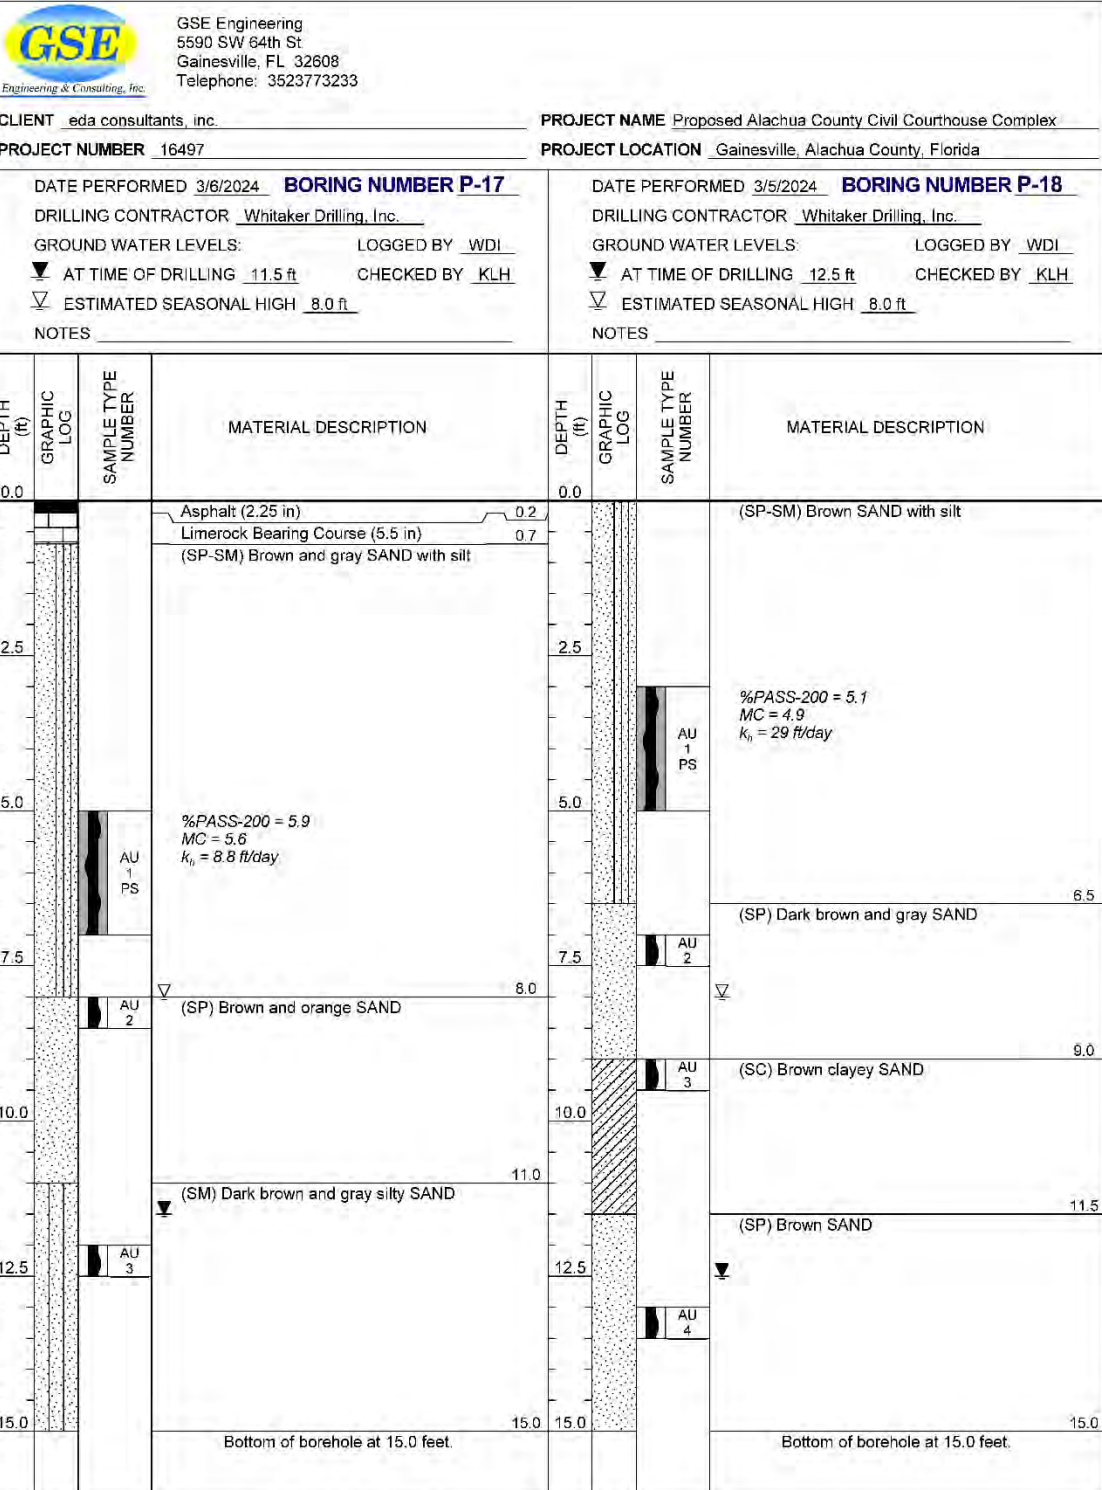 GSE
Engineering & Consulting, Inc.
GSE Engineering
5590 SW 64th St
Gainesville, FL 32608
Telephone: 3523773233
CLIENT eda consultants, inc.
PROJECT NAME Proposed Alachua County Civil Courthouse Complex
PROJECT NUMBER 16497
PROJECT LOCATION Gainesville, Alachua County, Florida
DATE PERFORMED 3/6/2024 BORING NUMBER P-17
DRILLING CONTRACTOR Whitaker Drilling, Inc.
GROUND WATER LEVELS: LOGGED BY WDI
AT TIME OF DRILLING 11.5 ft CHECKED BY KLH
ESTIMATED SEASONAL HIGH 8.0 ft
NOTES
DEPTH
(ft)
GRAPHIC
LOG
SAMPLE TYPE
NUMBER
MATERIAL DESCRIPTION
0.0
Asphalt (2.25 in) 0.2
Limerock Bearing Course (5.5 in) 0.7
(SP-SM) Brown and gray SAND with silt
2.5
5.0
%PASS-200 = 5.9
MC = 5.6
kh = 8.8 ft/day
AU
1
PS
7.5
8.0
AU
2
(SP) Brown and orange SAND
10.0
11.0
(SM) Dark brown and gray silty SAND
AU
3
12.5
15.0
15.0
Bottom of borehole at 15.0 feet.
DATE PERFORMED 3/5/2024 BORING NUMBER P-18
DRILLING CONTRACTOR Whitaker Drilling, Inc.
GROUND WATER LEVELS: LOGGED BY WDI
AT TIME OF DRILLING 12.5 ft CHECKED BY KLH
ESTIMATED SEASONAL HIGH 8.0 ft
NOTES
DEPTH
(ft)
GRAPHIC
LOG
SAMPLE TYPE
NUMBER
MATERIAL DESCRIPTION
0.0
(SP-SM) Brown SAND with silt
2.5
%PASS-200 = 5.1
MC = 4.9
kh = 29 ft/day
AU
1
PS
5.0
6.5
(SP) Dark brown and gray SAND
AU
2
7.5
9.0
AU
3
(SC) Brown clayey SAND
10.0
11.5
(SP) Brown SAND
12.5
AU
4
15.0
15.0
Bottom of borehole at 15.0 feet.